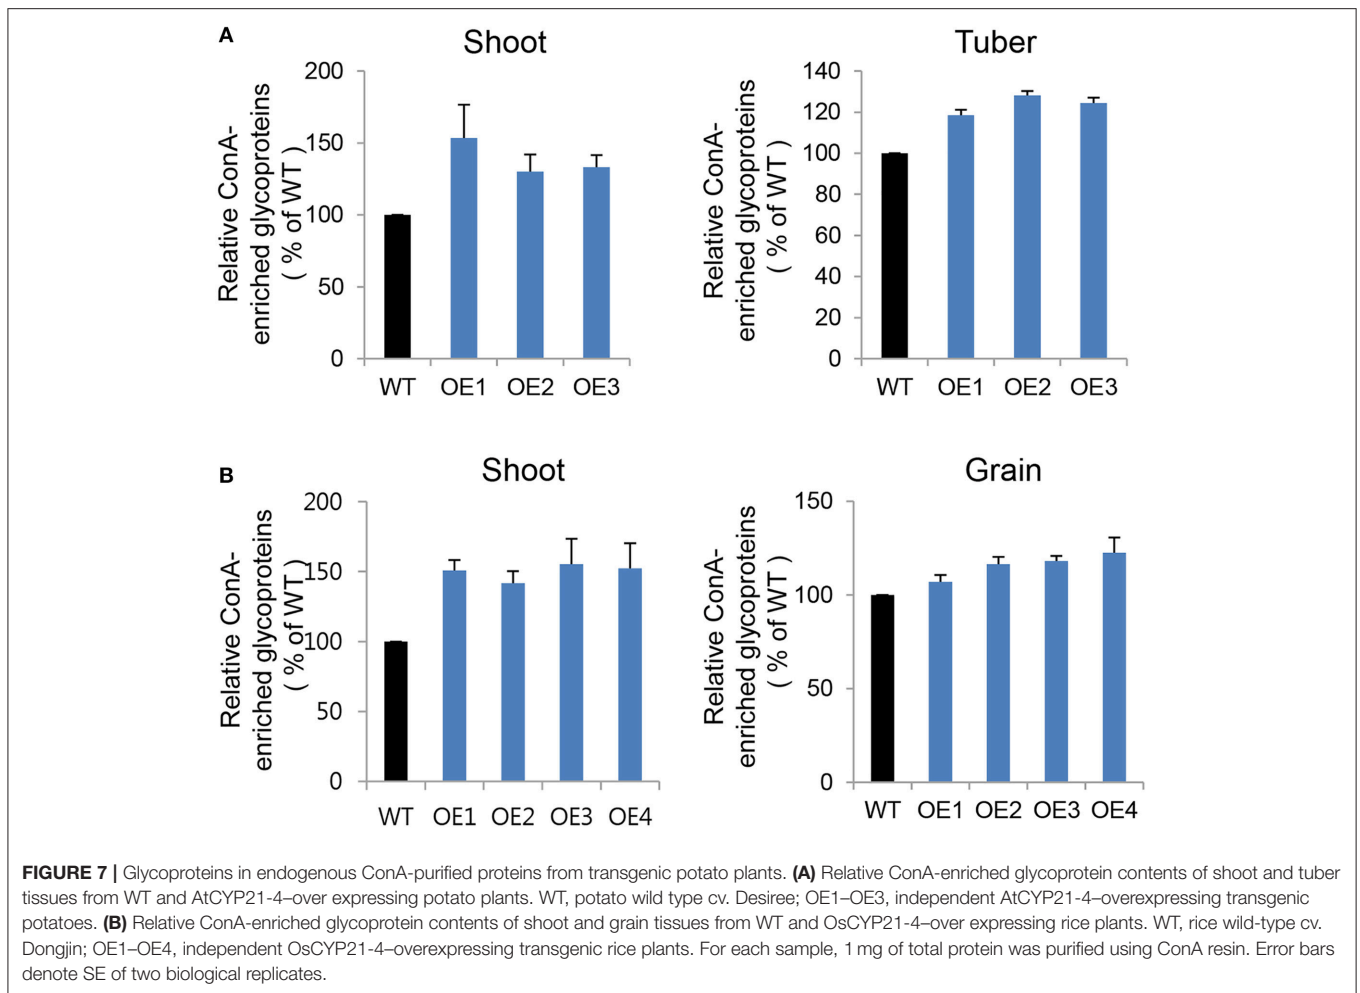 A
Shoot
Relative ConA-
enriched glycoproteins
( % of WT )
200
150
100
50
0
WT OE1 OE2 OE3
Tuber
Relative ConA-
enriched glycoproteins
( % of WT )
140
120
100
80
60
40
20
0
WT OE1 OE2 OE3
B
Shoot
Relative ConA-
enriched glycoproteins
( % of WT )
200
150
100
50
0
WT OE1 OE2 OE3 OE4
Grain
Relative ConA-
enriched glycoproteins
( % of WT )
150
100
50
0
WT OE1 OE2 OE3 OE4
FIGURE 7 | Glycoproteins in endogenous ConA-purified proteins from transgenic potato plants. (A) Relative ConA-enriched glycoprotein contents of shoot and tuber
tissues from WT and AtCYP21-4–over expressing potato plants. WT, potato wild type cv. Desiree; OE1–OE3, independent AtCYP21-4–overexpressing transgenic
potatoes. (B) Relative ConA-enriched glycoprotein contents of shoot and grain tissues from WT and OsCYP21-4–over expressing rice plants. WT, rice wild-type cv.
Dongjin; OE1–OE4, independent OsCYP21-4–overexpressing transgenic rice plants. For each sample, 1 mg of total protein was purified using ConA resin. Error bars
denote SE of two biological replicates.